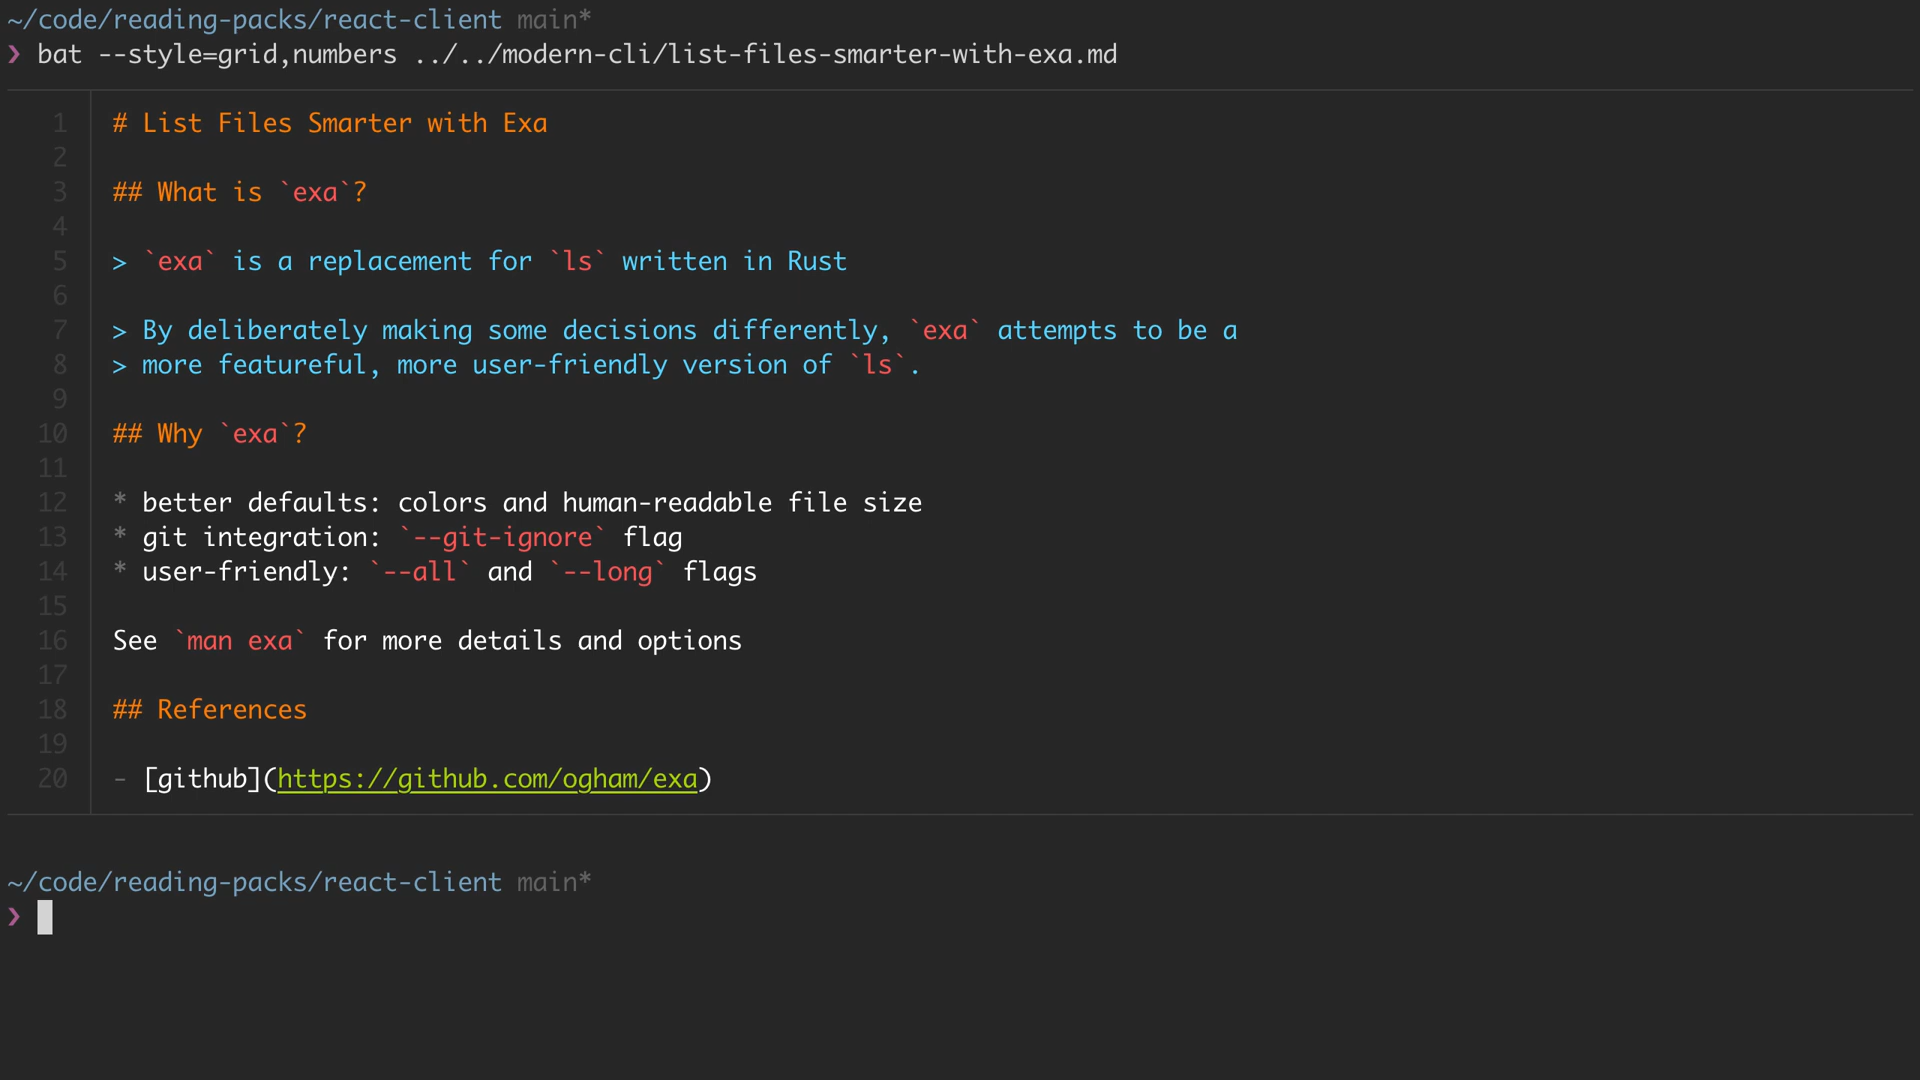 ~/code/reading-packs/react-client main*
❯ bat --style=grid,numbers ../../modern-cli/list-files-smarter-with-exa.md
1 # List Files Smarter with Exa
2
3 ## What is `exa`?
4
5 > `exa` is a replacement for `ls` written in Rust
6
7 > By deliberately making some decisions differently, `exa` attempts to be a
8 > more featureful, more user-friendly version of `ls`.
9
10 ## Why `exa`?
11
12 * better defaults: colors and human-readable file size
13 * git integration: `--git-ignore` flag
14 * user-friendly: `--all` and `--long` flags
15
16 See `man exa` for more details and options
17
18 ## References
19
20 - [github](https://github.com/ogham/exa)
~/code/reading-packs/react-client main*
❯